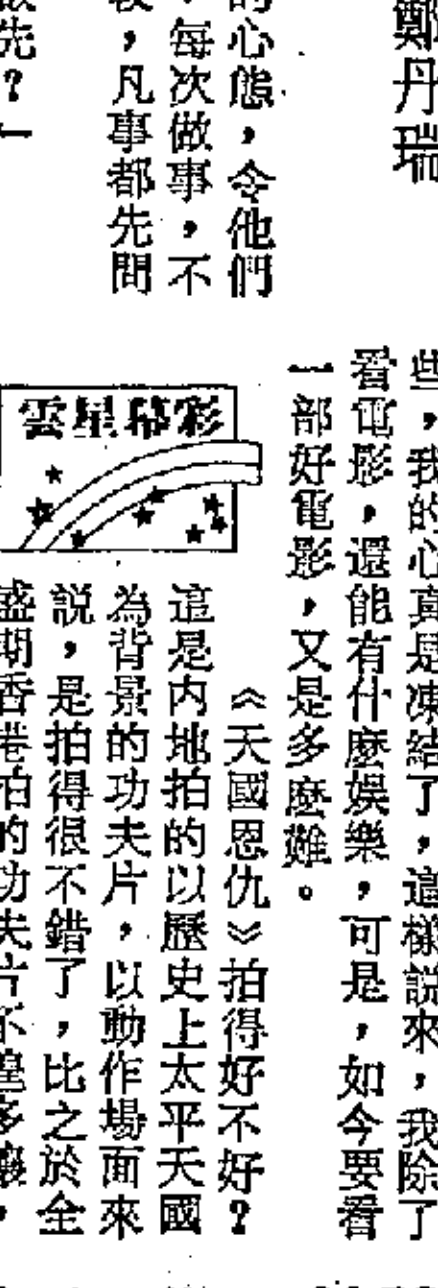 鄭丹瑞
的心態，令他們
，每次做事，不
，凡事都先問
先？」
些，我的心真是凍結了，這樣說來，我除了
看電影，還能有什麼娛樂，可是，如今要看
一部好電影，又是多麼難。
彩幕星雲
《天國恩仇》拍得好不好？
這是內地拍的以歷史上太平天國
為背景的功夫片，以動作場面來
説，是拍得很不錯了，比之於全
盛期香港拍的功夫片不遑多讓，